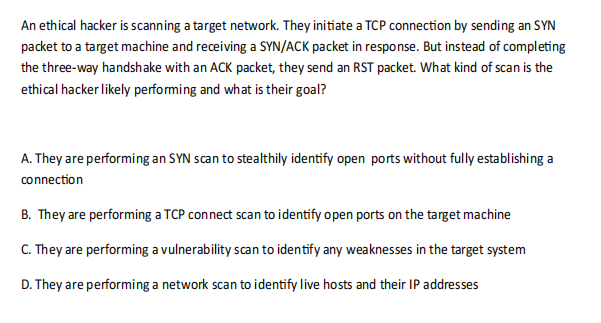 An ethical hacker is scanning a target network. They initiate a TCP connection by sending an SYN
packet to a target machine and receiving a SYN/ACK packet in response. But instead of completing
the three-way handshake with an ACK packet, they send an RST packet. What kind of scan is the
ethical hacker likely performing and what is their goal?
A. They are performing an SYN scan to stealthily identify open ports without fully establishing a
connection
B. They are performing a TCP connect scan to identify open ports on the target machine
C. They are performing a vulnerability scan to identify any weaknesses in the target system
D. They are performing a network scan to identify live hosts and their IP addresses